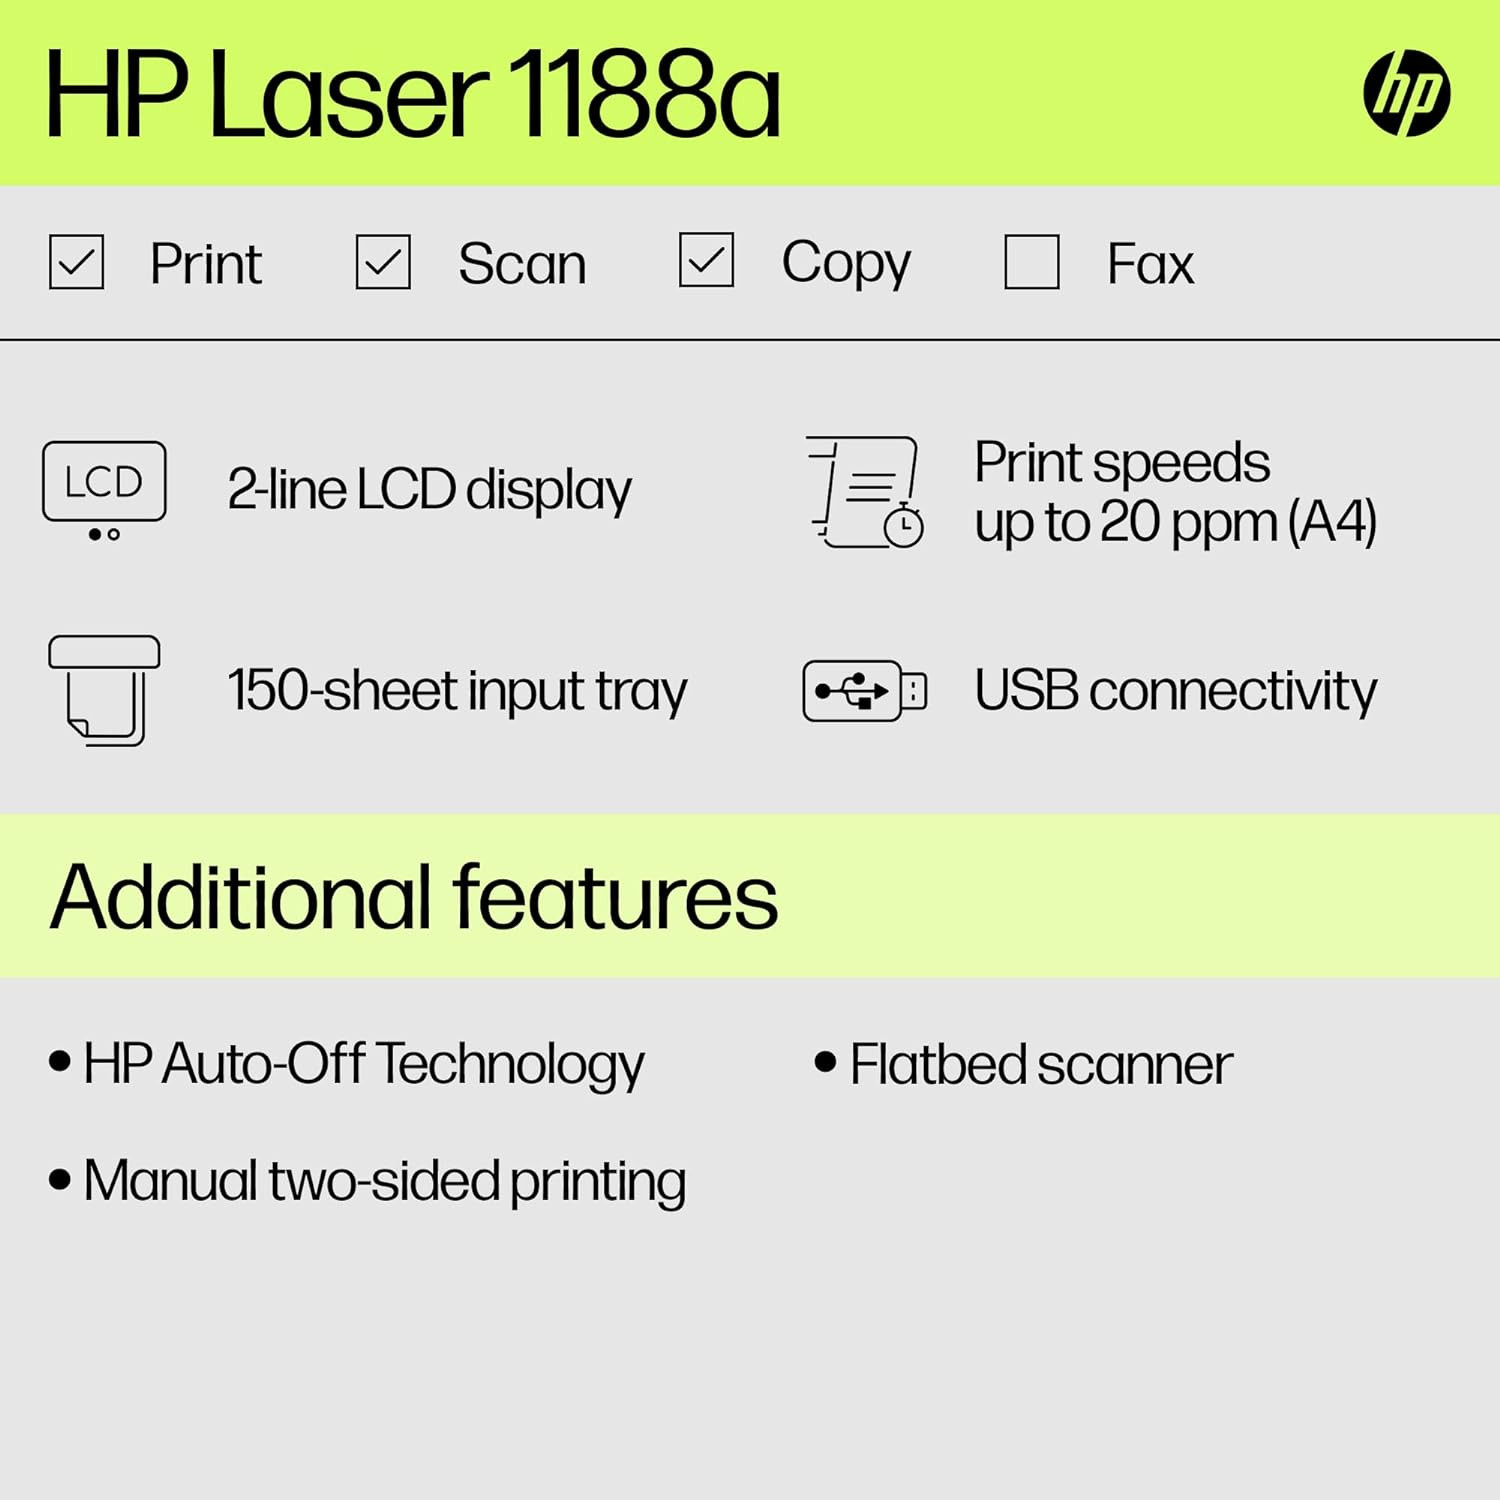 HP Laser 1188a
hp
Print
Scan
Copy
Fax
LCD
2-line LCD display
Print speeds
up to 20 ppm (A4)
150-sheet input tray
USB connectivity
Additional features
• HP Auto-Off Technology
• Flatbed scanner
• Manual two-sided printing